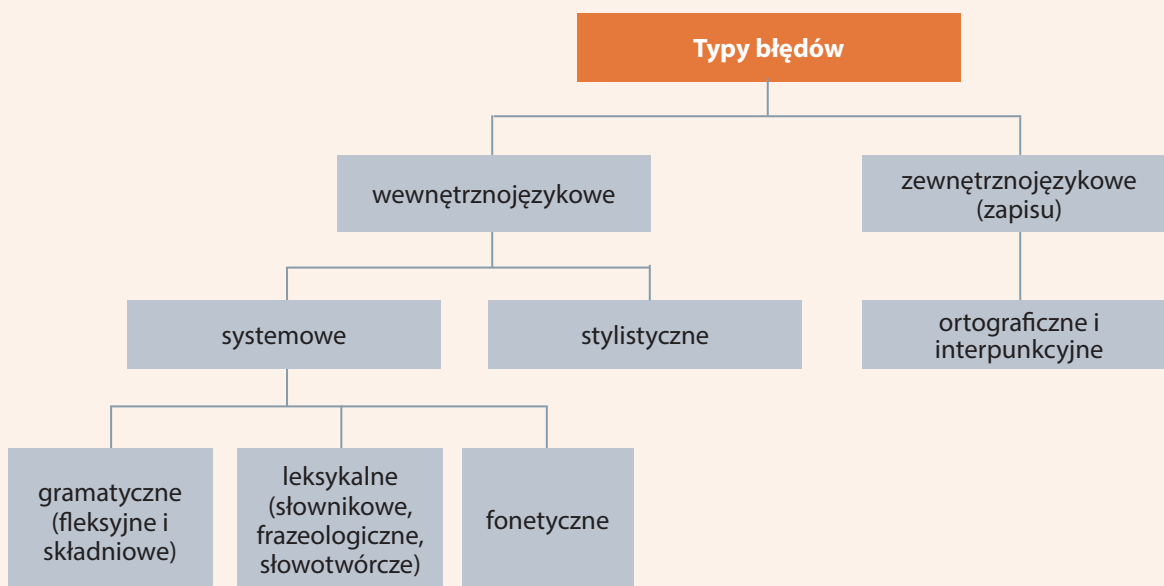 Typy błędów
wewnętrznojęzykowe
zewnętrznojęzykowe
(zapisu)
systemowe
stylistyczne
ortograficzne i
interpunkcyjne
gramatyczne
(fleksyjne i
składniowe)
leksykalne
(słownikowe,
frazeologiczne,
słowotwórcze)
fonetyczne